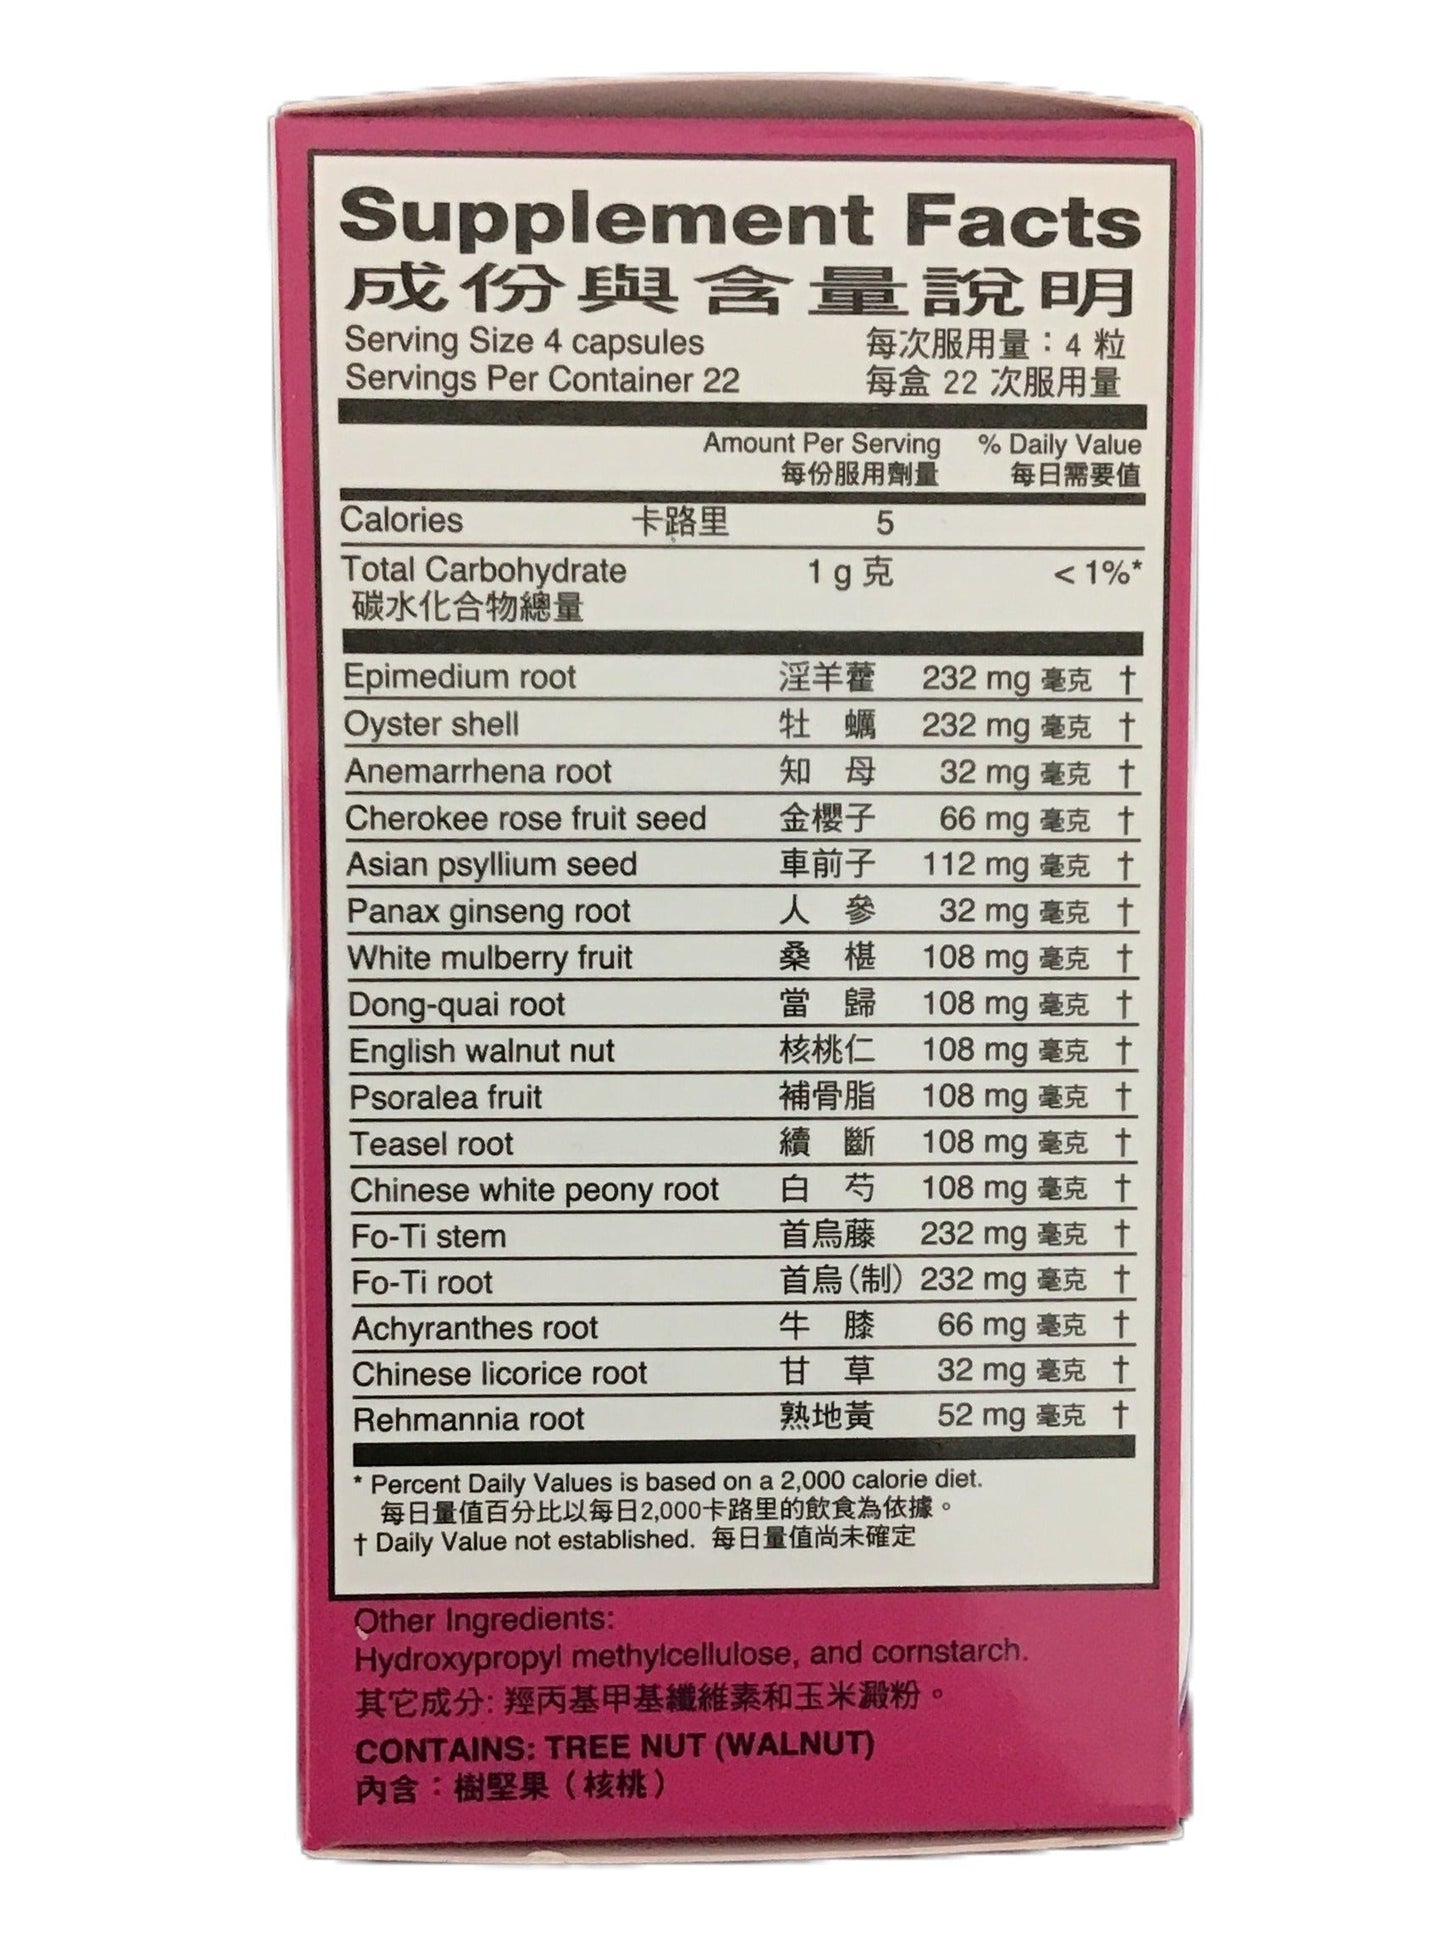 Supplement Facts
成份與含量說明
Serving Size 4 capsules 每次服用量：4 粒
Servings Per Container 22 每盒 22 次服用量
Amount Per Serving % Daily Value
每份服用劑量 每日需要值
Calories 卡路里 5
Total Carbohydrate 1 g 克 < 1%*
碳水化合物總量
Epimedium root 淫羊藿 232 mg 毫克 †
Oyster shell 牡蠣 232 mg 毫克 †
Anemarrhena root 知母 32 mg 毫克 †
Cherokee rose fruit seed 金櫻子 66 mg 毫克 †
Asian psyllium seed 車前子 112 mg 毫克 †
Panax ginseng root 人參 32 mg 毫克 †
White mulberry fruit 桑椹 108 mg 毫克 †
Dong-quai root 當歸 108 mg 毫克 †
English walnut nut 核桃仁 108 mg 毫克 †
Psoralea fruit 補骨脂 108 mg 毫克 †
Teasel root 續斷 108 mg 毫克 †
Chinese white peony root 白芍 108 mg 毫克 †
Fo-Ti stem 首烏藤 232 mg 毫克 †
Fo-Ti root 首烏(制) 232 mg 毫克 †
Achyranthes root 牛膝 66 mg 毫克 †
Chinese licorice root 甘草 32 mg 毫克 †
Rehmannia root 熟地黃 52 mg 毫克 †
* Percent Daily Values is based on a 2,000 calorie diet.
每日量值百分比以每日2,000卡路里的飲食為依據。
† Daily Value not established. 每日量值尚未確定
Other Ingredients:
Hydroxypropyl methylcellulose, and cornstarch.
其它成分: 羥丙基甲基纖維素和玉米澱粉。
CONTAINS: TREE NUT (WALNUT)
內含：樹堅果（核桃）